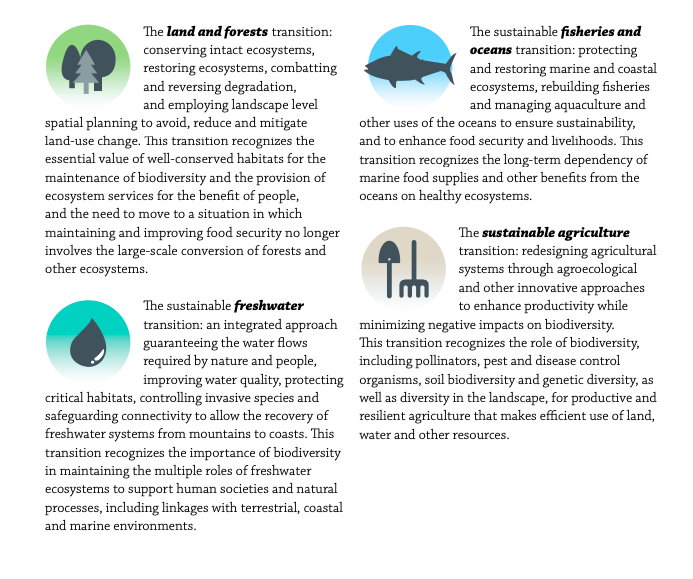 The land and forests transition:
conserving intact ecosystems,
restoring ecosystems, combatting
and reversing degradation,
and employing landscape level
spatial planning to avoid, reduce and mitigate
land-use change. This transition recognizes the
essential value of well-conserved habitats for the
maintenance of biodiversity and the provision of
ecosystem services for the benefit of people,
and the need to move to a situation in which
maintaining and improving food security no longer
involves the large-scale conversion of forests and
other ecosystems.
The sustainable freshwater
transition: an integrated approach
guaranteeing the water flows
required by nature and people,
improving water quality, protecting
critical habitats, controlling invasive species and
safeguarding connectivity to allow the recovery of
freshwater systems from mountains to coasts. This
transition recognizes the importance of biodiversity
in maintaining the multiple roles of freshwater
ecosystems to support human societies and natural
processes, including linkages with terrestrial, coastal
and marine environments.
The sustainable fisheries and
oceans transition: protecting
and restoring marine and coastal
ecosystems, rebuilding fisheries
and managing aquaculture and
other uses of the oceans to ensure sustainability,
and to enhance food security and livelihoods. This
transition recognizes the long-term dependency of
marine food supplies and other benefits from the
oceans on healthy ecosystems.
The sustainable agriculture
transition: redesigning agricultural
systems through agroecological
and other innovative approaches
to enhance productivity while
minimizing negative impacts on biodiversity.
This transition recognizes the role of biodiversity,
including pollinators, pest and disease control
organisms, soil biodiversity and genetic diversity, as
well as diversity in the landscape, for productive and
resilient agriculture that makes efficient use of land,
water and other resources.